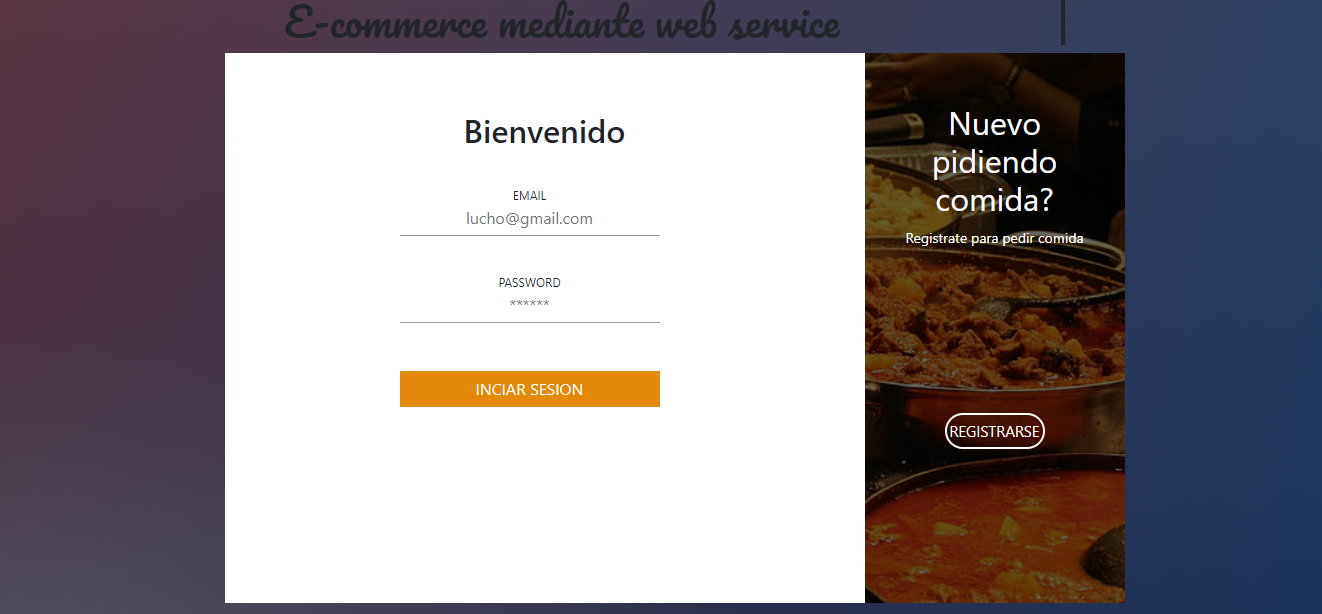 E-commerce mediante web service
Bienvenido
EMAIL
lucho@gmail.com
PASSWORD
******
INCIAR SESION
Nuevo
pidiendo
comida?
Registrate para pedir comida
REGISTRARSE